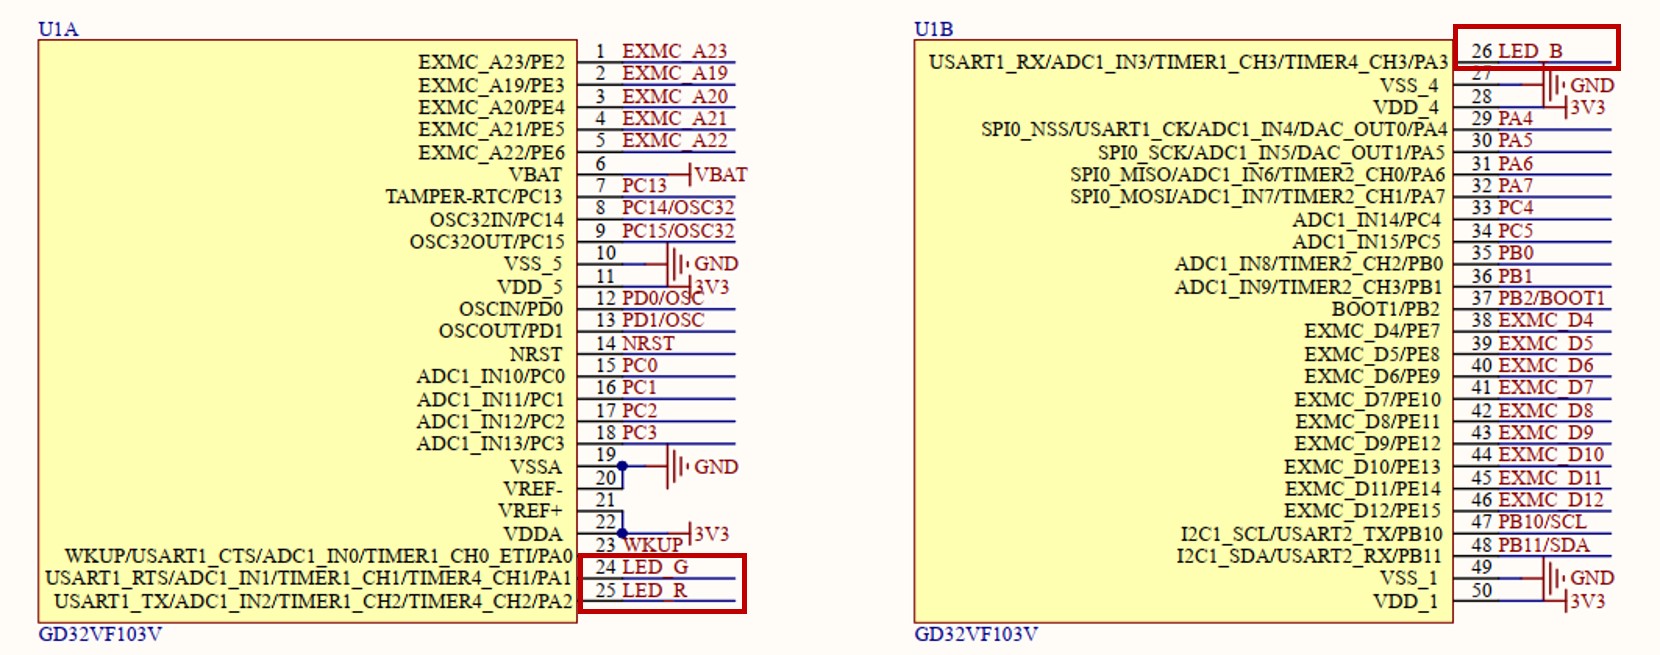 U1A
EXMC_A23/PE2 1 EXMC_A23
EXMC_A19/PE3 2 EXMC_A19
EXMC_A20/PE4 3 EXMC_A20
EXMC_A21/PE5 4 EXMC_A21
EXMC_A22/PE6 5 EXMC_A22
VBAT 6 VBAT
TAMPER-RTC/PC13 7 PC13
OSC32IN/PC14 8 PC14/OSC32
OSC32OUT/PC15 9 PC15/OSC32
VSS_5 10 GND
VDD_5 11 3V3
OSCIN/PD0 12 PD0/OSC
OSCOUT/PD1 13 PD1/OSC
NRST 14 NRST
ADC1_IN10/PC0 15 PC0
ADC1_IN11/PC1 16 PC1
ADC1_IN12/PC2 17 PC2
ADC1_IN13/PC3 18 PC3
VSSA 19 GND
VREF- 20
VREF+ 21
VDDA 22 3V3
WKUP/USART1_CTS/ADC1_IN0/TIMER1_CH0_ETI/PA0 23 WKUP
USART1_RTS/ADC1_IN1/TIMER1_CH1/TIMER4_CH1/PA1 24 LED_G
USART1_TX/ADC1_IN2/TIMER1_CH2/TIMER4_CH2/PA2 25 LED_R
GD32VF103V
U1B
USART1_RX/ADC1_IN3/TIMER1_CH3/TIMER4_CH3/PA3 26 LED_B
VSS_4 27 GND
VDD_4 28 3V3
SPI0_NSS/USART1_CK/ADC1_IN4/DAC_OUT0/PA4 29 PA4
SPI0_SCK/ADC1_IN5/DAC_OUT1/PA5 30 PA5
SPI0_MISO/ADC1_IN6/TIMER2_CH0/PA6 31 PA6
SPI0_MOSI/ADC1_IN7/TIMER2_CH1/PA7 32 PA7
ADC1_IN14/PC4 33 PC4
ADC1_IN15/PC5 34 PC5
ADC1_IN8/TIMER2_CH2/PB0 35 PB0
ADC1_IN9/TIMER2_CH3/PB1 36 PB1
BOOT1/PB2 37 PB2/BOOT1
EXMC_D4/PE7 38 EXMC_D4
EXMC_D5/PE8 39 EXMC_D5
EXMC_D6/PE9 40 EXMC_D6
EXMC_D7/PE10 41 EXMC_D7
EXMC_D8/PE11 42 EXMC_D8
EXMC_D9/PE12 43 EXMC_D9
EXMC_D10/PE13 44 EXMC_D10
EXMC_D11/PE14 45 EXMC_D11
EXMC_D12/PE15 46 EXMC_D12
I2C1_SCL/USART2_TX/PB10 47 PB10/SCL
I2C1_SDA/USART2_RX/PB11 48 PB11/SDA
VSS_1 49 GND
VDD_1 50 3V3
GD32VF103V